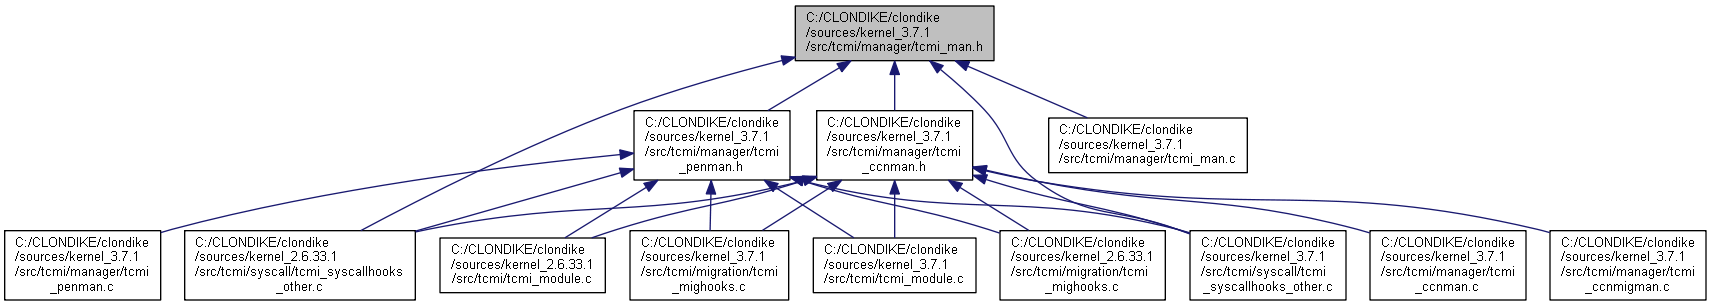 C:/CLONDIKE/clondike
/sources/kernel_3.7.1
/src/tcmi/manager/tcmi_man.h
C:/CLONDIKE/clondike
/sources/kernel_3.7.1
/src/tcmi/manager/tcmi
_penman.h
C:/CLONDIKE/clondike
/sources/kernel_3.7.1
/src/tcmi/manager/tcmi
_ccnman.h
C:/CLONDIKE/clondike
/sources/kernel_3.7.1
/src/tcmi/manager/tcmi_man.c
C:/CLONDIKE/clondike
/sources/kernel_3.7.1
/src/tcmi/manager/tcmi
_penman.c
C:/CLONDIKE/clondike
/sources/kernel_2.6.33.1
/src/tcmi/syscall/tcmi_syscallhooks
_other.c
C:/CLONDIKE/clondike
/sources/kernel_2.6.33.1
/src/tcmi/tcmi_module.c
C:/CLONDIKE/clondike
/sources/kernel_3.7.1
/src/tcmi/migration/tcmi
_mighooks.c
C:/CLONDIKE/clondike
/sources/kernel_3.7.1
/src/tcmi/tcmi_module.c
C:/CLONDIKE/clondike
/sources/kernel_2.6.33.1
/src/tcmi/migration/tcmi
_mighooks.c
C:/CLONDIKE/clondike
/sources/kernel_3.7.1
/src/tcmi/syscall/tcmi
_syscallhooks_other.c
C:/CLONDIKE/clondike
/sources/kernel_3.7.1
/src/tcmi/manager/tcmi
_ccnman.c
C:/CLONDIKE/clondike
/sources/kernel_3.7.1
/src/tcmi/manager/tcmi
_ccnmigman.c